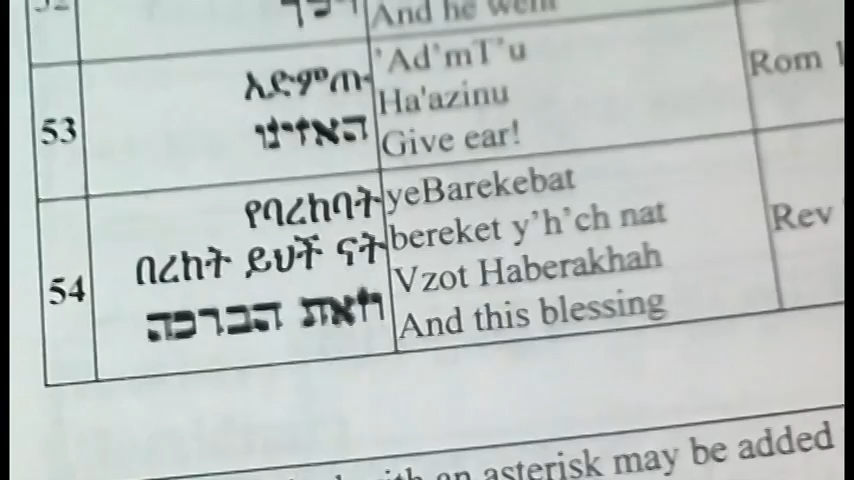 And he went
53
አድምጡ
האזינו
'Ad'mT'u
Ha'azinu
Give ear!
Rom
54
የባረከባት
በረከት ይህች ናት
וזאת הברכה
yeBarekebat
bereket y'h'ch nat
Vzot Haberakhah
And this blessing
Rev
an asterisk may be added